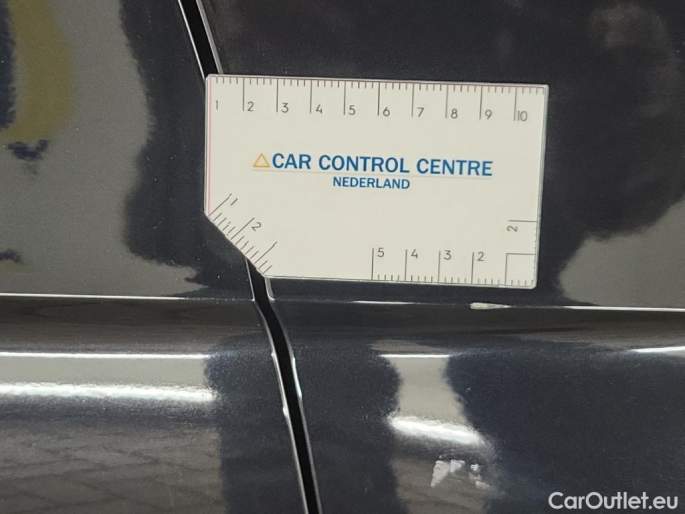 1 2 3 4 5 6 7 8 9 10
CAR CONTROL CENTRE
NEDERLAND
1 2
2
5 4 3 2
CarOutlet.eu